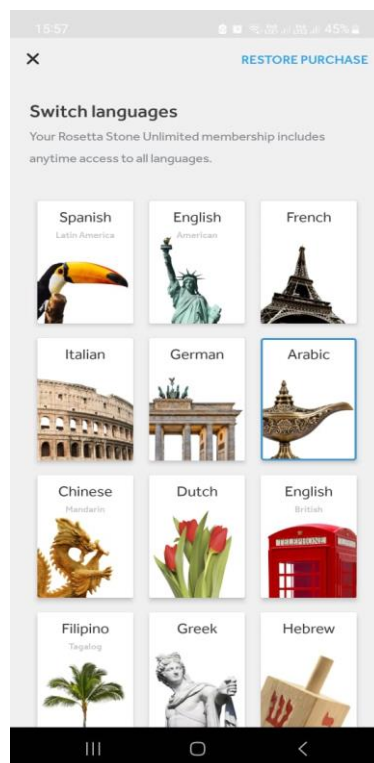 15:57
45%
RESTORE PURCHASE
Switch languages
Your Rosetta Stone Unlimited membership includes
anytime access to all languages.
Spanish
Latin America
English
American
French
Italian
German
Arabic
Chinese
Mandarin
Dutch
English
British
TELEPHONE
Filipino
Tagalog
Greek
Hebrew